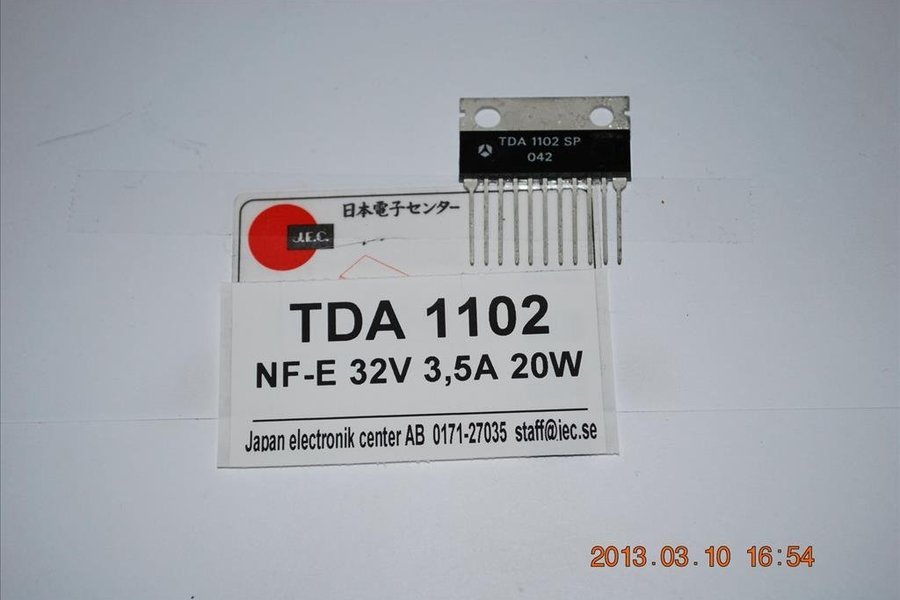 TDA 1102 SP
042
日本電子センター
J.E.C.
TDA 1102
NF-E 32V 3,5A 20W
Japan electronik center AB 0171-27035 staff@jec.se
2013.03.10 16:54